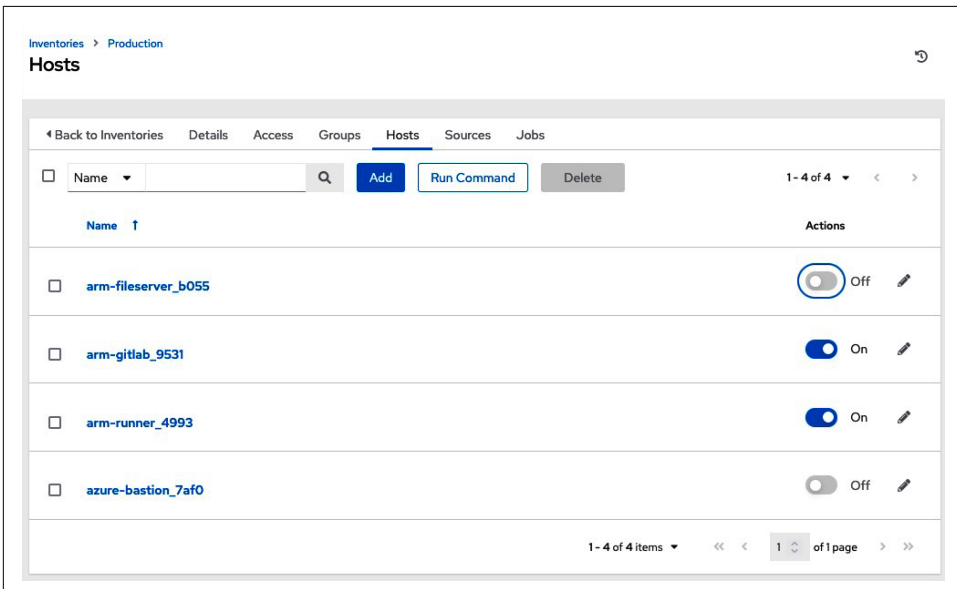 Inventories > Production
Hosts
Back to Inventories Details Access Groups Hosts Sources Jobs
Name Add Run Command Delete 1 - 4 of 4
Name Actions
arm-fileserver_b055 Off
arm-gitlab_9531 On
arm-runner_4993 On
azure-bastion_7af0 Off
1 - 4 of 4 items 1 of 1 page